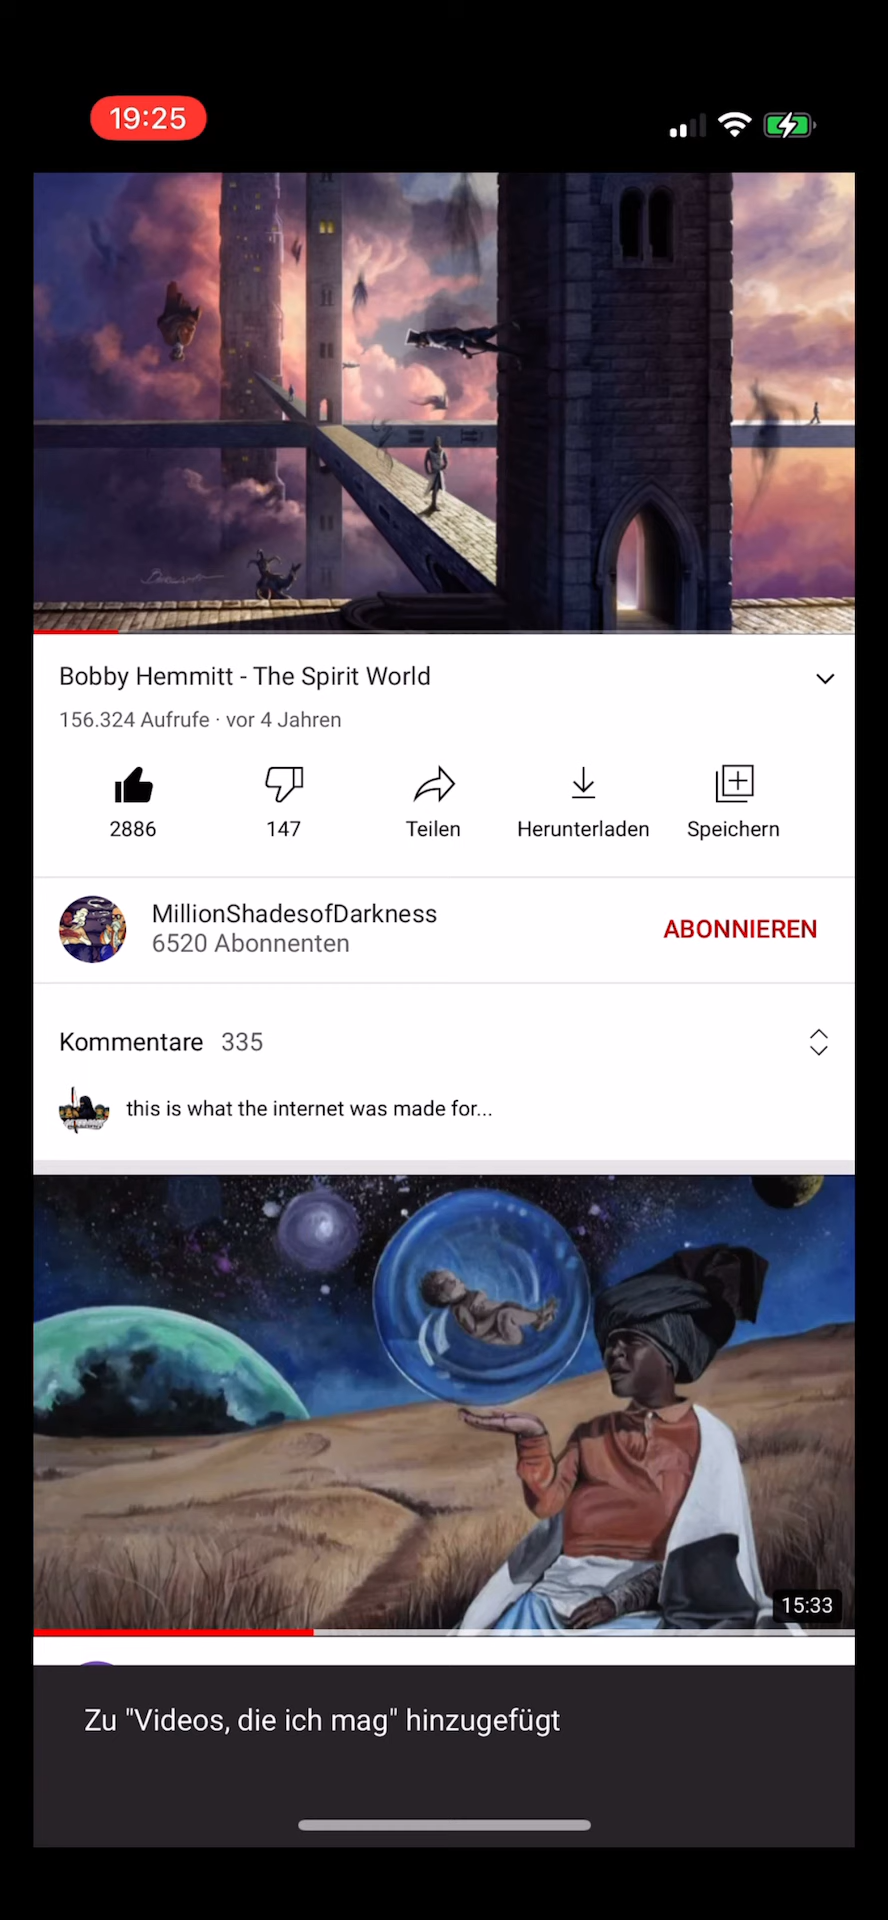 19:25
Bobby Hemmitt - The Spirit World
156.324 Aufrufe · vor 4 Jahren
2886
147
Teilen
Herunterladen
Speichern
MillionShadesofDarkness
6520 Abonnenten
ABONNIEREN
Kommentare 335
this is what the internet was made for...
15:33
Zu "Videos, die ich mag" hinzugefügt